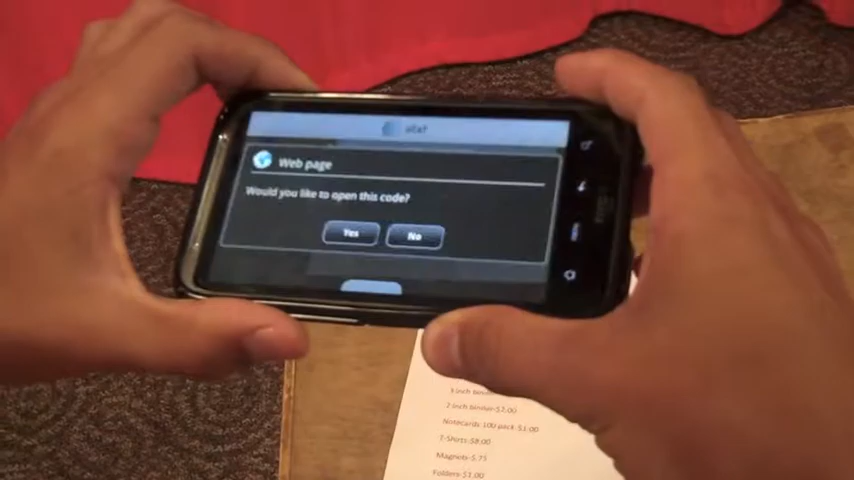 at&t
Web page
Would you like to open this code?
Yes No
2 inch binder-$7.00
Notecards 100 pack-$1.00
T-Shirts-$8.00
Magnets-$.75
Folders-$1.00